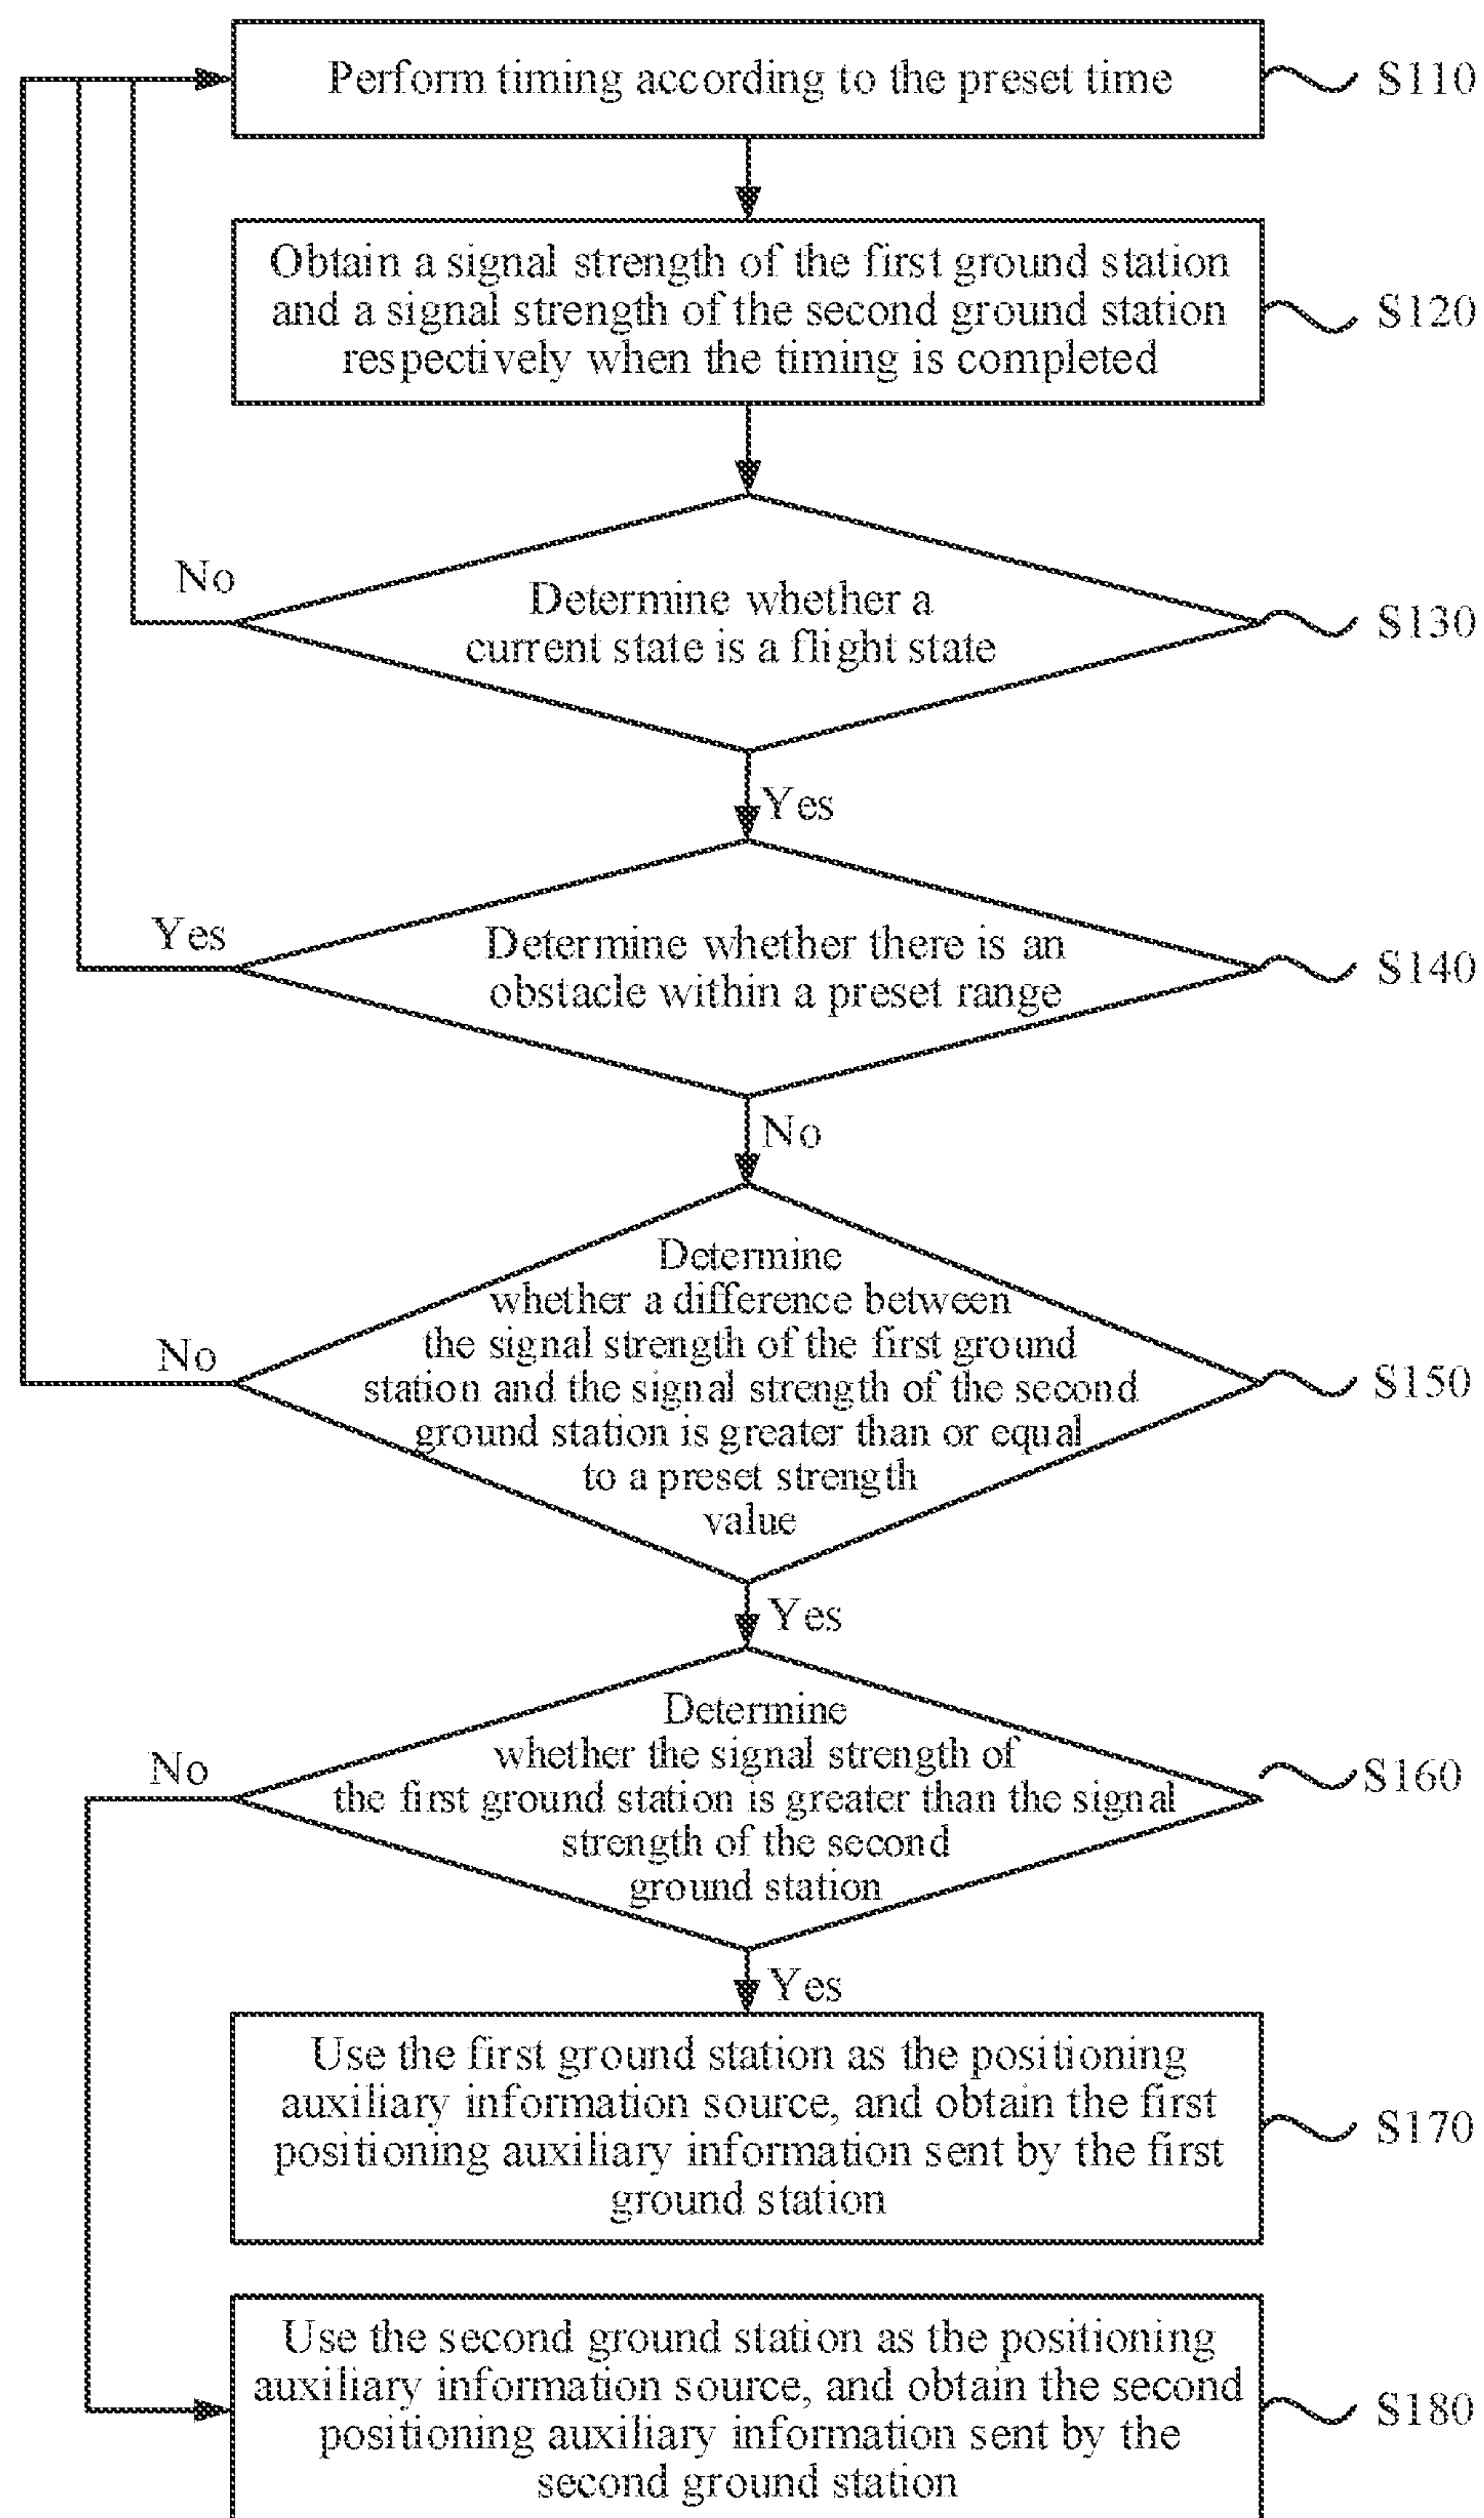 Perform timing according to the preset time
S110
Obtain a signal strength of the first ground station
and a signal strength of the second ground station
respectively when the timing is completed
S120
No
Determine whether a
current state is a flight state
S130
Yes
Yes
Determine whether there is an
obstacle within a preset range
S140
No
Determine
whether a difference between
the signal strength of the first ground
station and the signal strength of the second
ground station is greater than or equal
to a preset strength
value
No
S150
Yes
Determine
whether the signal strength of
the first ground station is greater than the signal
strength of the second
ground station
No
S160
Yes
Use the first ground station as the positioning
auxiliary information source, and obtain the first
positioning auxiliary information sent by the first
ground station
S170
Use the second ground station as the positioning
auxiliary information source, and obtain the second
positioning auxiliary information sent by the
second ground station
S180